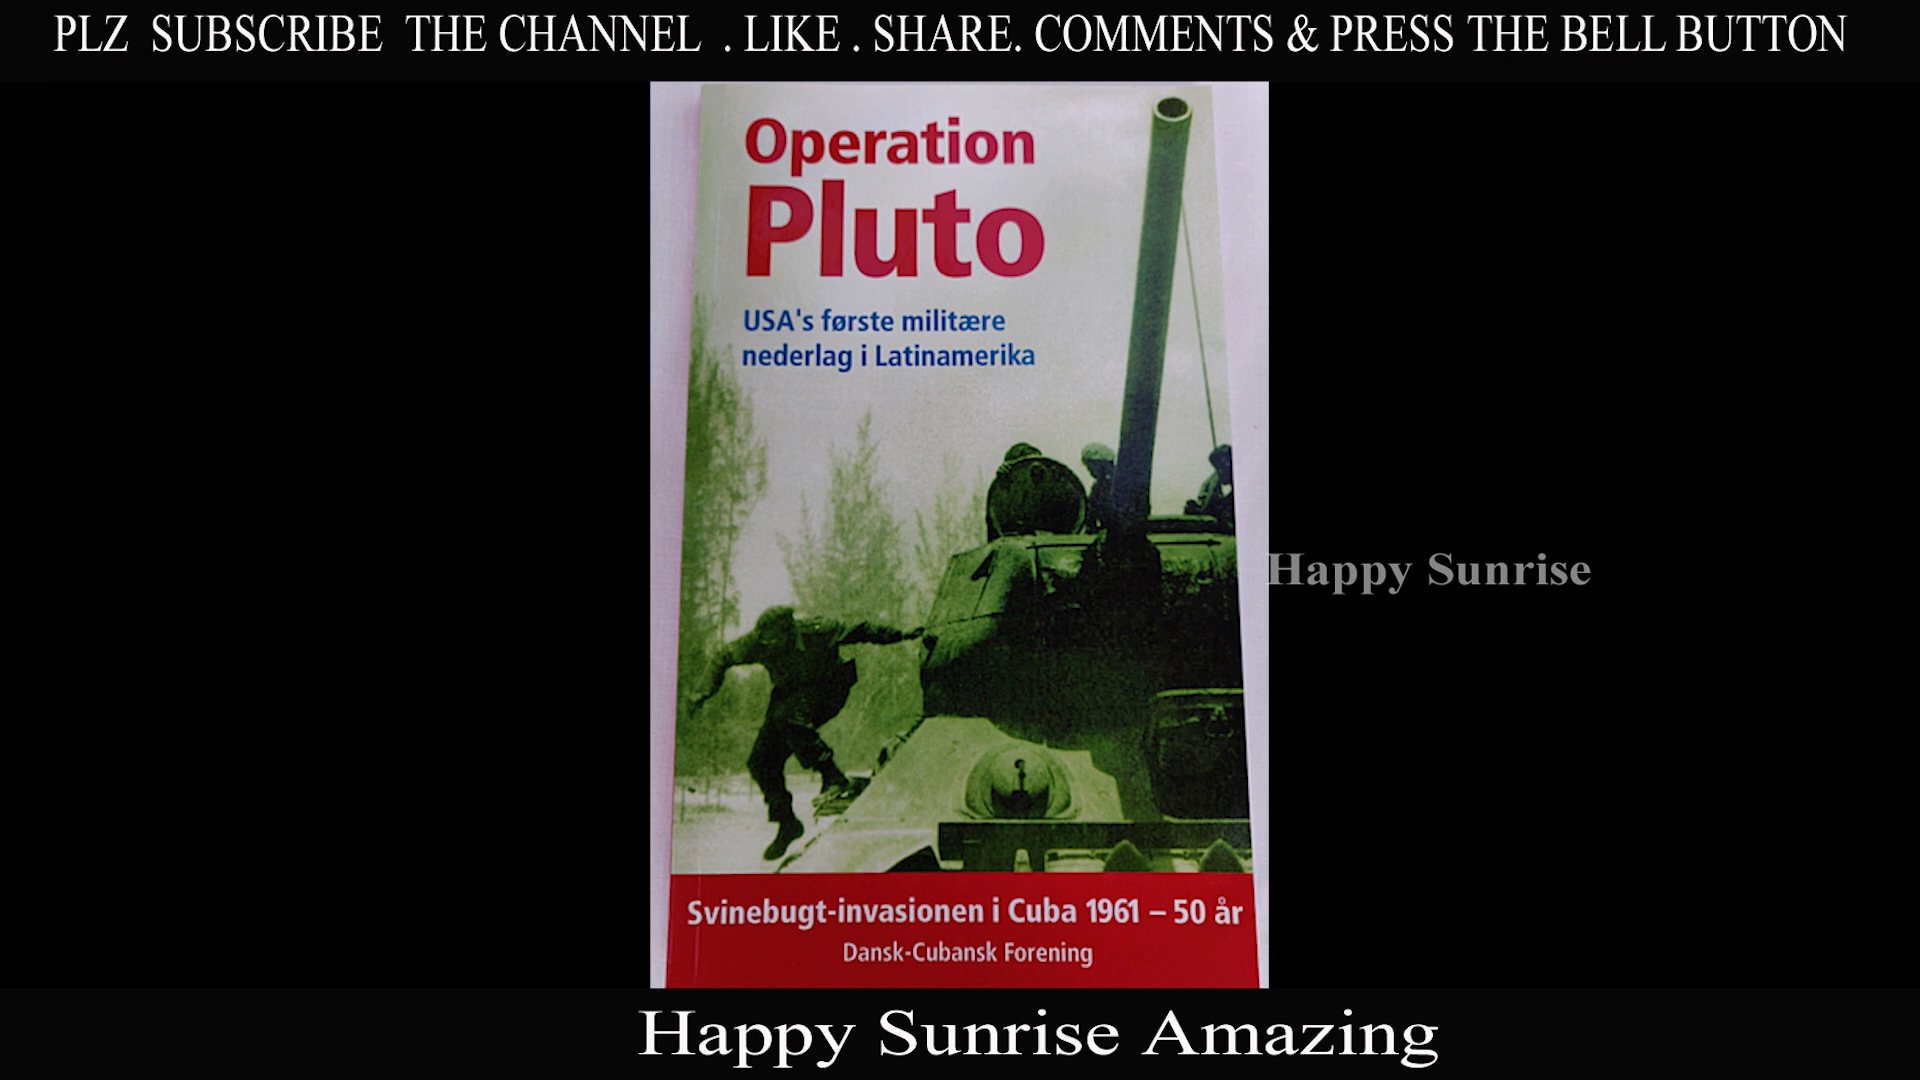 PLZ SUBSCRIBE THE CHANNEL . LIKE . SHARE. COMMENTS & PRESS THE BELL BUTTON
Operation
Pluto
USA's første militære
nederlag i Latinamerika
Happy Sunrise
Svinebugt-invasionen i Cuba 1961 – 50 år
Dansk-Cubansk Forening
Happy Sunrise Amazing